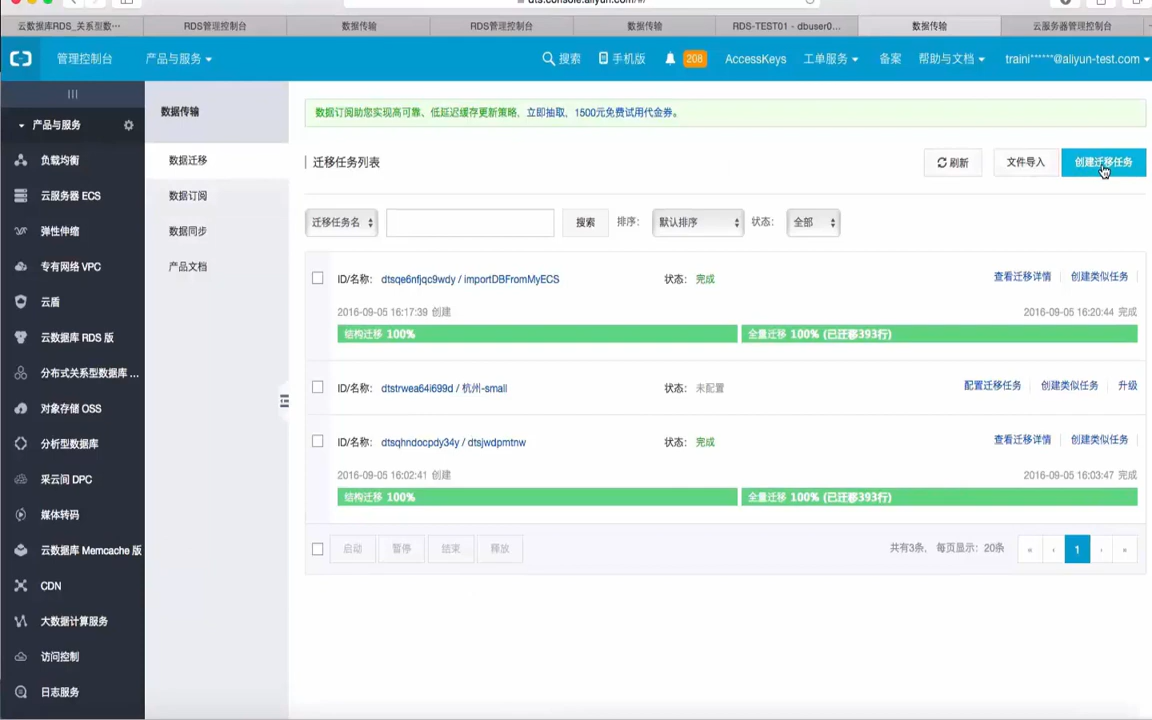 dts.console.aliyun.com/#/
云数据库RDS_关系型数…
RDS管理控制台
数据传输
RDS管理控制台
数据传输
RDS-TEST01 - dbuser0...
数据传输
云服务器管理控制台
管理控制台
产品与服务
搜索
手机版
208
AccessKeys
工单服务
备案
帮助与文档
traini******@aliyun-test.com
产品与服务
负载均衡
云服务器 ECS
弹性伸缩
专有网络 VPC
云盾
云数据库 RDS 版
分布式关系型数据库 ...
对象存储 OSS
分析型数据库
采云间 DPC
媒体转码
云数据库 Memcache 版
CDN
大数据计算服务
访问控制
日志服务
数据传输
数据迁移
数据订阅
数据同步
产品文档
数据订阅助您实现高可靠、低延迟缓存更新策略,立即抽取,1500元免费试用代金券。
迁移任务列表
刷新
文件导入
创建迁移任务
迁移任务名
搜索
排序:
默认排序
状态:
全部
ID/名称: dtsqe6nfjqc9wdy / importDBFromMyECS
状态: 完成
查看迁移详情
创建类似任务
2016-09-05 16:17:39 创建
2016-09-05 16:20:44 完成
结构迁移 100%
全量迁移 100% (已迁移393行)
ID/名称: dtstrwea64i699d / 杭州-small
状态: 未配置
配置迁移任务
创建类似任务
升级
ID/名称: dtsqhndocpdy34y / dtsjwdpmtnw
状态: 完成
查看迁移详情
创建类似任务
2016-09-05 16:02:41 创建
2016-09-05 16:03:47 完成
结构迁移 100%
全量迁移 100% (已迁移393行)
启动
暂停
结束
释放
共有3条, 每页显示: 20条
« ‹ 1 › »